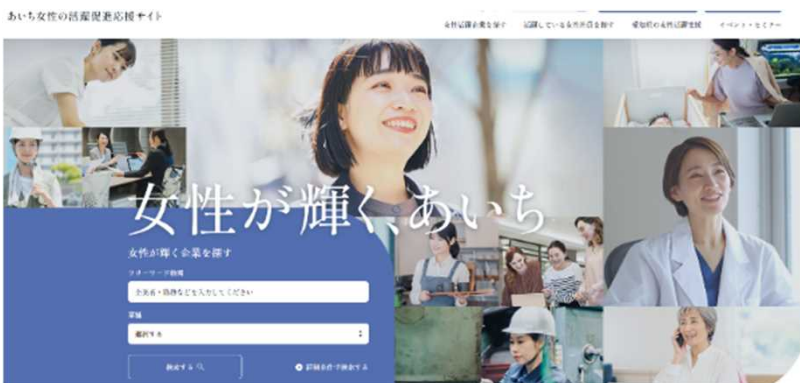 あいち女性の活躍促進応援サイト
女性活躍企業を探す 活躍している女性社員を探す 愛知県の女性活躍支援 イベント・セミナー
女性が輝く、あいち
女性が輝く企業を探す
フリーワード検索
企業名・職種などを入力してください
業種
選択する
検索する 詳細条件で検索する